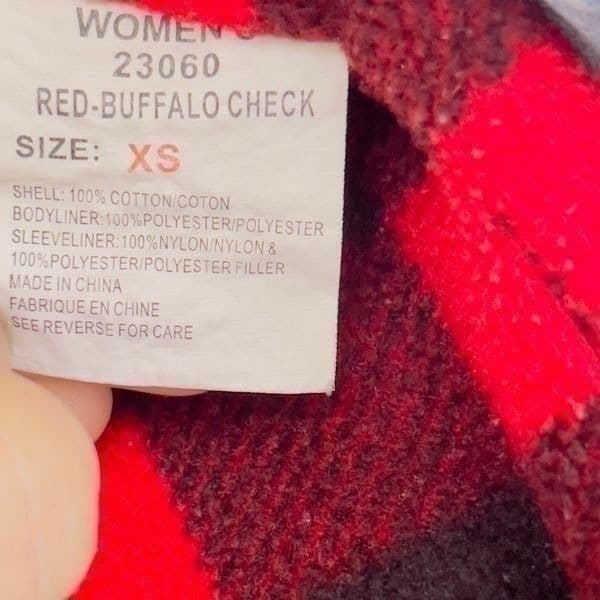 WOMEN'S
23060
RED-BUFFALO CHECK
SIZE: XS
SHELL: 100% COTTON/COTON
BODYLINER:100%POLYESTER/POLYESTER
SLEEVELINER:100%NYLON/NYLON &
100%POLYESTER/POLYESTER FILLER
MADE IN CHINA
FABRIQUE EN CHINE
SEE REVERSE FOR CARE